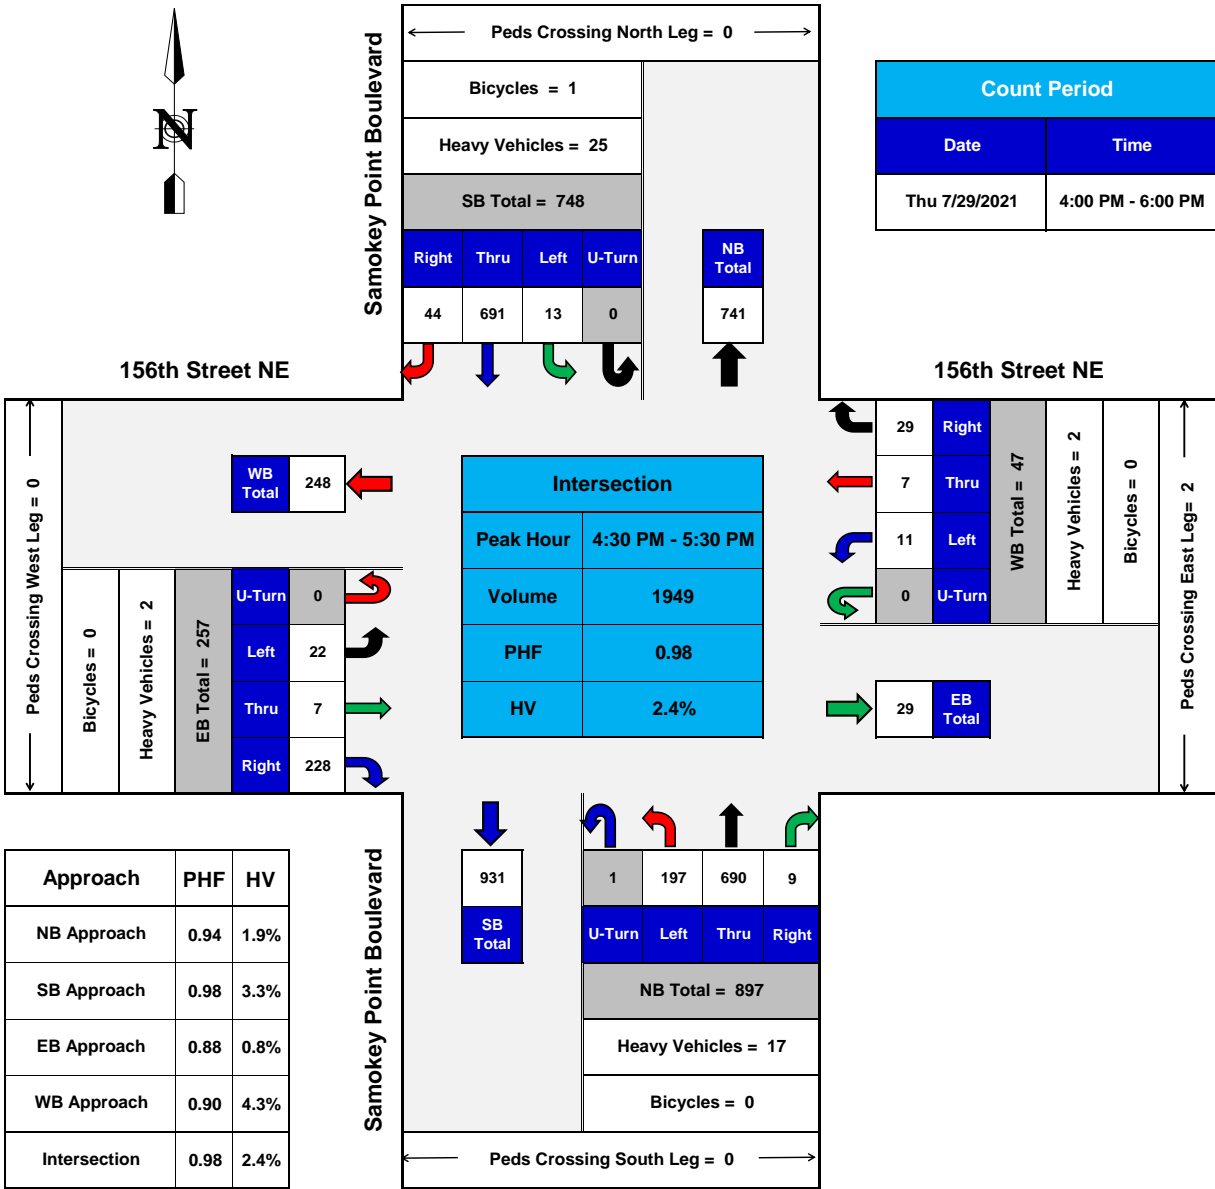 Peds Crossing North Leg = 0
Samokey Point Boulevard
N
Bicycles = 1
Heavy Vehicles = 25
SB Total = 748
Right Thru Left U-Turn
44 691 13 0
NB Total
741
Count Period
Date Time
Thu 7/29/2021 4:00 PM - 6:00 PM
156th Street NE
156th Street NE
Peds Crossing West Leg = 0
WB Total 248
Bicycles = 0
Heavy Vehicles = 2
EB Total = 257
U-Turn 0
Left 22
Thru 7
Right 228
Intersection
Peak Hour 4:30 PM - 5:30 PM
Volume 1949
PHF 0.98
HV 2.4%
29 Right
7 Thru
11 Left
0 U-Turn
WB Total = 47
Heavy Vehicles = 2
Bicycles = 0
Peds Crossing East Leg= 2
29 EB Total
Approach PHF HV
NB Approach 0.94 1.9%
SB Approach 0.98 3.3%
EB Approach 0.88 0.8%
WB Approach 0.90 4.3%
Intersection 0.98 2.4%
Samokey Point Boulevard
931
SB Total
1 197 690 9
U-Turn Left Thru Right
NB Total = 897
Heavy Vehicles = 17
Bicycles = 0
Peds Crossing South Leg = 0